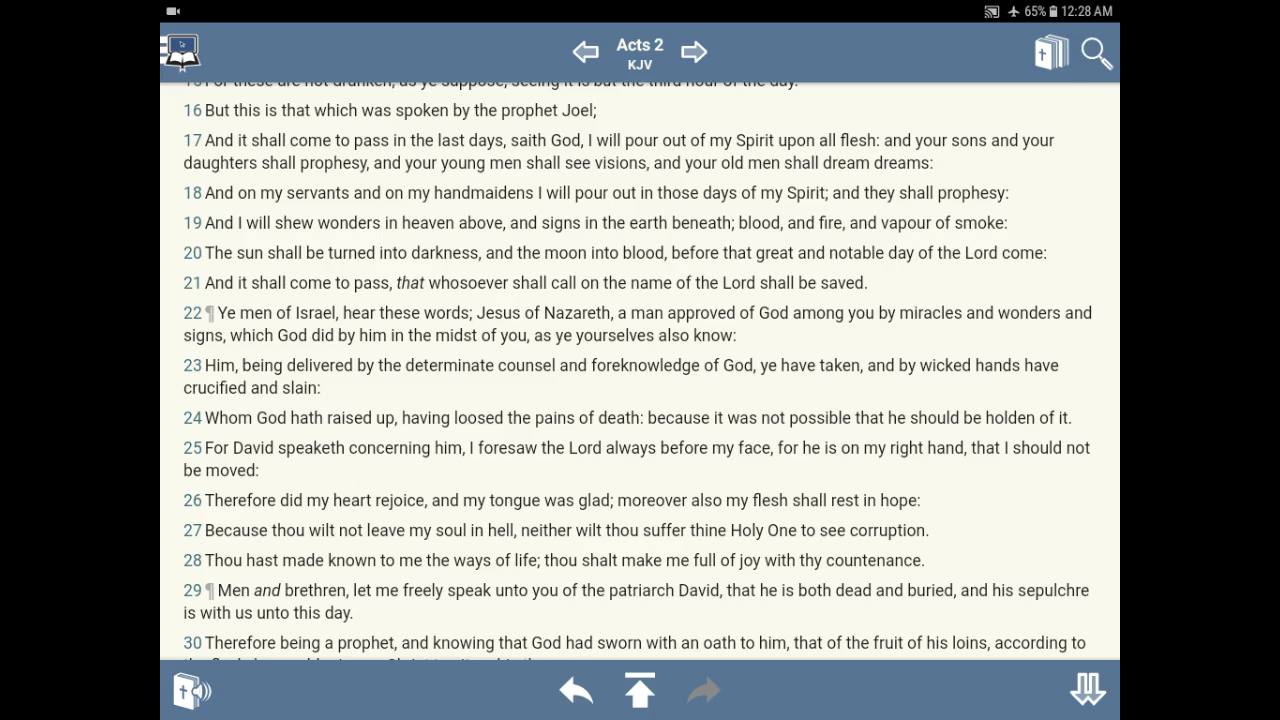 65% 12:28 AM
Acts 2
KJV
15 For these are not drunken, as ye suppose, seeing it is but the third hour of the day.
16 But this is that which was spoken by the prophet Joel;
17 And it shall come to pass in the last days, saith God, I will pour out of my Spirit upon all flesh: and your sons and your
daughters shall prophesy, and your young men shall see visions, and your old men shall dream dreams:
18 And on my servants and on my handmaidens I will pour out in those days of my Spirit; and they shall prophesy:
19 And I will shew wonders in heaven above, and signs in the earth beneath; blood, and fire, and vapour of smoke:
20 The sun shall be turned into darkness, and the moon into blood, before that great and notable day of the Lord come:
21 And it shall come to pass, that whosoever shall call on the name of the Lord shall be saved.
22 ¶ Ye men of Israel, hear these words; Jesus of Nazareth, a man approved of God among you by miracles and wonders and
signs, which God did by him in the midst of you, as ye yourselves also know:
23 Him, being delivered by the determinate counsel and foreknowledge of God, ye have taken, and by wicked hands have
crucified and slain:
24 Whom God hath raised up, having loosed the pains of death: because it was not possible that he should be holden of it.
25 For David speaketh concerning him, I foresaw the Lord always before my face, for he is on my right hand, that I should not
be moved:
26 Therefore did my heart rejoice, and my tongue was glad; moreover also my flesh shall rest in hope:
27 Because thou wilt not leave my soul in hell, neither wilt thou suffer thine Holy One to see corruption.
28 Thou hast made known to me the ways of life; thou shalt make me full of joy with thy countenance.
29 ¶ Men and brethren, let me freely speak unto you of the patriarch David, that he is both dead and buried, and his sepulchre
is with us unto this day.
30 Therefore being a prophet, and knowing that God had sworn with an oath to him, that of the fruit of his loins, according to